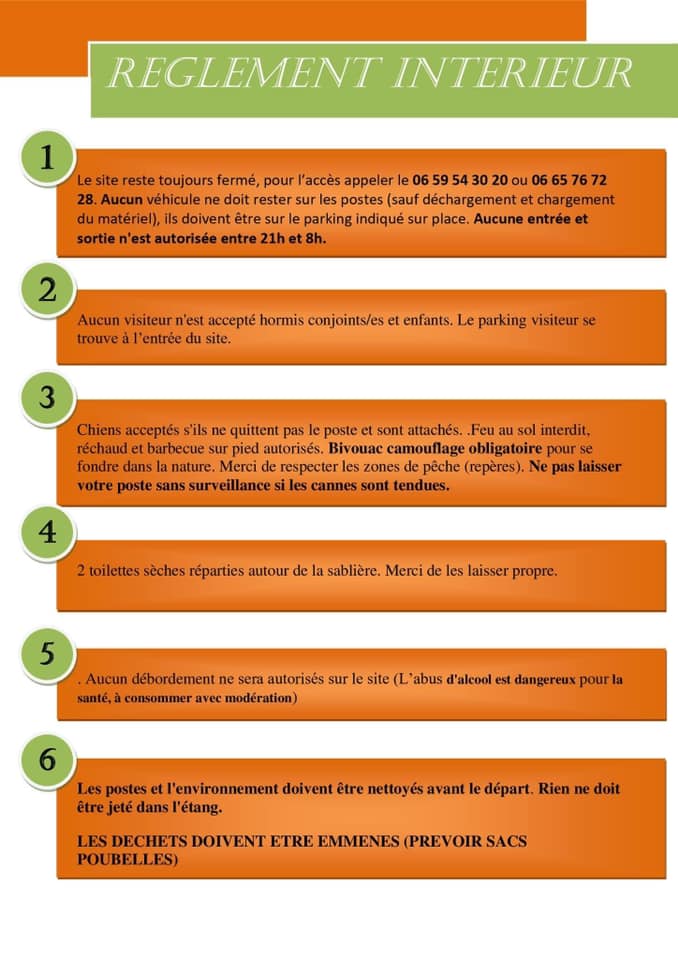 REGLEMENT INTERIEUR
1
Le site reste toujours fermé, pour l’accès appeler le 06 59 54 30 20 ou 06 65 76 72
28. Aucun véhicule ne doit rester sur les postes (sauf déchargement et chargement
du matériel), ils doivent être sur le parking indiqué sur place. Aucune entrée et
sortie n'est autorisée entre 21h et 8h.
2
Aucun visiteur n'est accepté hormis conjoints/es et enfants. Le parking visiteur se
trouve à l’entrée du site.
3
Chiens acceptés s'ils ne quittent pas le poste et sont attachés. .Feu au sol interdit,
réchaud et barbecue sur pied autorisés. Bivouac camouflage obligatoire pour se
fondre dans la nature. Merci de respecter les zones de pêche (repères). Ne pas laisser
votre poste sans surveillance si les cannes sont tendues.
4
2 toilettes sèches réparties autour de la sablière. Merci de les laisser propre.
5
. Aucun débordement ne sera autorisés sur le site (L’abus d'alcool est dangereux pour la
santé, à consommer avec modération)
6
Les postes et l'environnement doivent être nettoyés avant le départ. Rien ne doit
être jeté dans l'étang.
LES DECHETS DOIVENT ETRE EMMENES (PREVOIR SACS
POUBELLES)